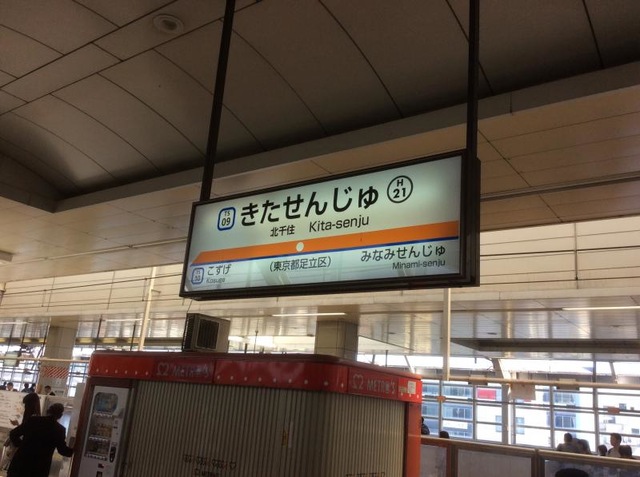 TS
09
きたせんじゅ
H
21
北千住 Kita-senju
TS
10
こすげ
Kosuge
(東京都足立区)
みなみせんじゅ
Minami-senju
METRO'S
METRO'S